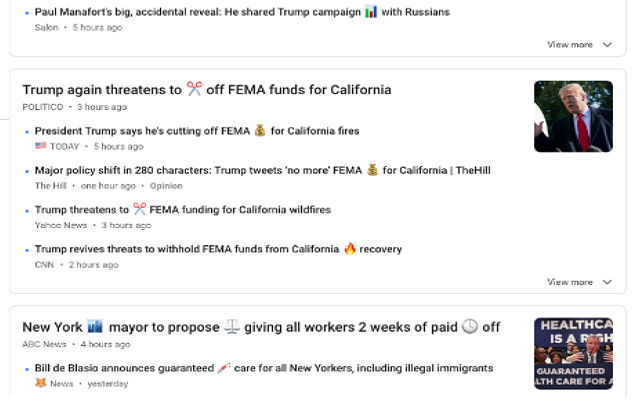 Paul Manafort's big, accidental reveal: He shared Trump campaign 📊 with Russians
Salon • 5 hours ago
View more
Trump again threatens to ✂️ off FEMA funds for California
POLITICO • 3 hours ago
President Trump says he's cutting off FEMA 💰 for California fires
🇺🇸 TODAY • 5 hours ago
Major policy shift in 280 characters: Trump tweets 'no more' FEMA 💰 for California | TheHill
The Hill • one hour ago • Opinion
Trump threatens to ✂️ FEMA funding for California wildfires
Yahoo News • 3 hours ago
Trump revives threats to withhold FEMA funds from California 🔥 recovery
CNN • 2 hours ago
View more
New York 🏙️ mayor to propose ⚖️ giving all workers 2 weeks of paid 🕓 off
ABC News • 4 hours ago
HEALTHCA
IS A RIGH
GUARANTEED
LTH CARE FOR A
Bill de Blasio announces guaranteed 💉 care for all New Yorkers, including illegal immigrants
🦊 News • yesterday